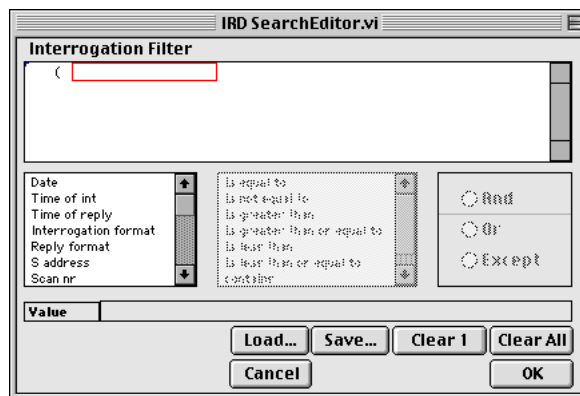 IRD SearchEditor.vi
Interrogation Filter
(
Date
Time of int
Time of reply
Interrogation format
Reply format
S address
Scan nr
is equal to
is not equal to
is greater than
is greater than or equal to
is less than
is less than or equal to
contains
And
Or
Except
Value
Load...
Save...
Clear 1
Clear All
Cancel
OK